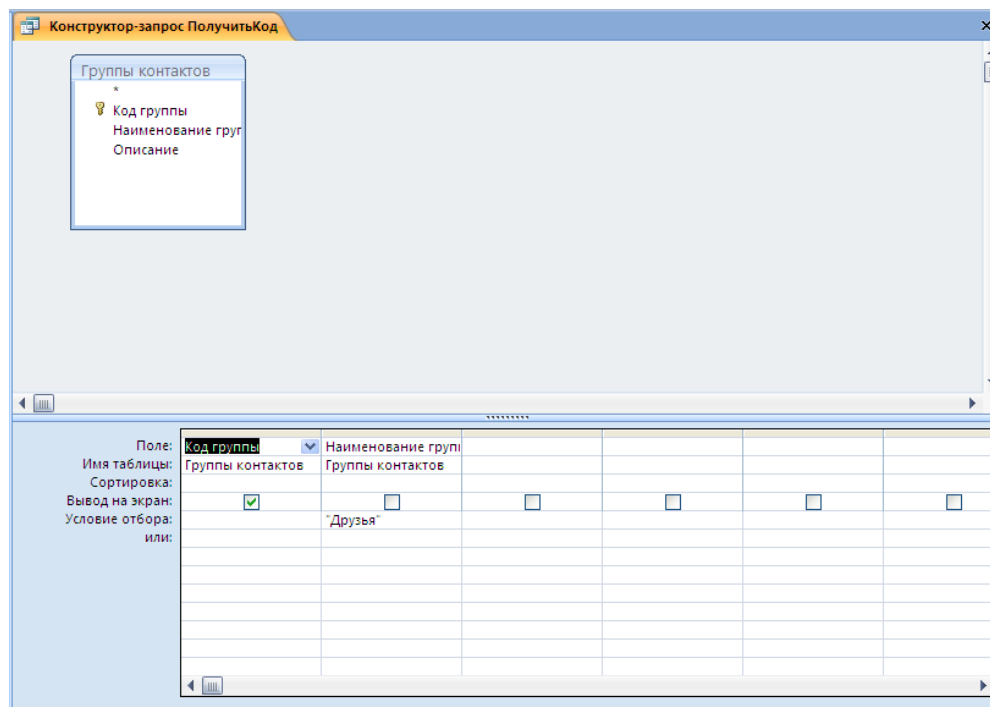 Конструктор-запрос ПолучитьКод
Группы контактов
*
Код группы
Наименование груг
Описание
Поле: Код группы Наименование групп
Имя таблицы: Группы контактов Группы контактов
Сортировка:
Вывод на экран:
Условие отбора: "Друзья"
или: